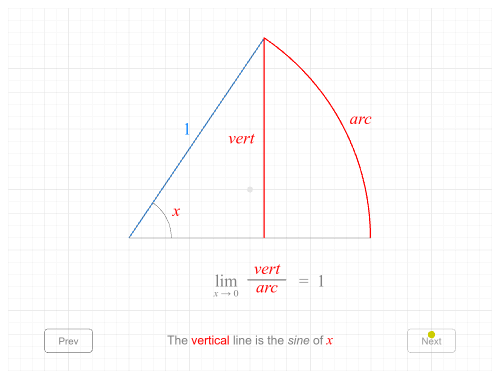 1
vert
arc
x
lim vert/arc = 1
x → 0
Prev
The vertical line is the sine of x
Next